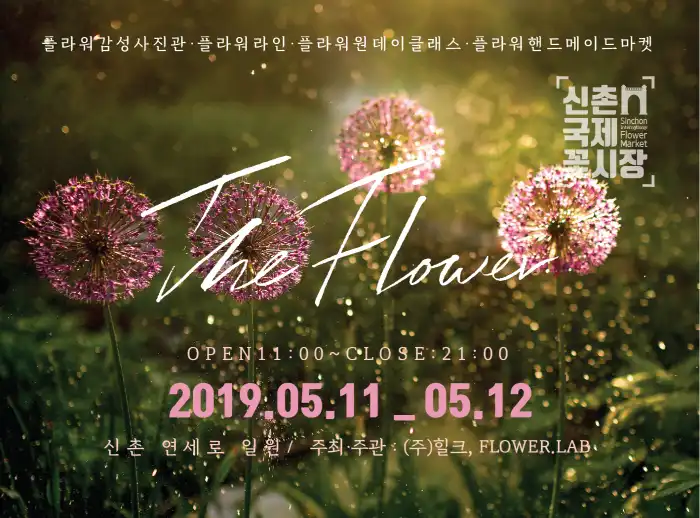 플라워감성사진관·플라워라인·플라워원데이클래스·플라워핸드메이드마켓
신촌
국제
꽃시장
Sinchon
International
Flower
Market
The Flower
OPEN11:00~CLOSE:21:00
2019.05.11 _ 05.12
신촌 연세로 일원/ 주최·주관 : (주)힐크, FLOWER.LAB